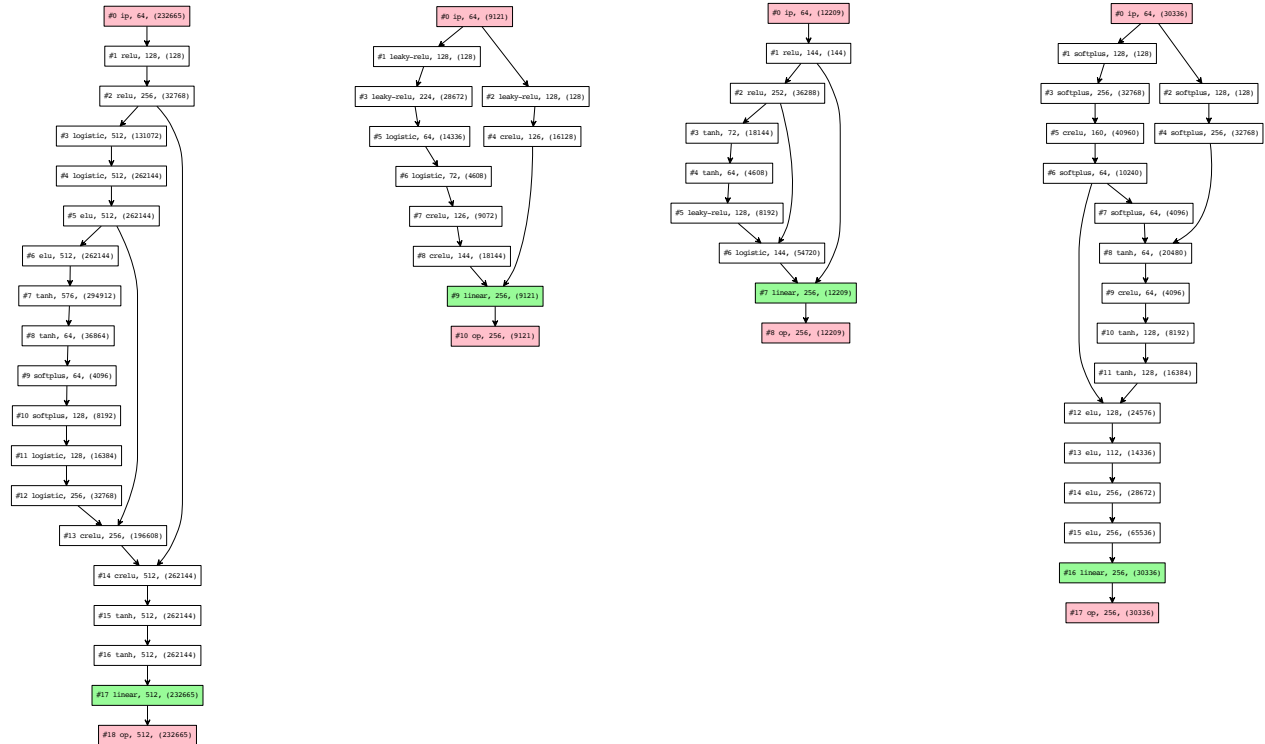 #0 ip, 64, (232665)
#1 relu, 128, (128)
#2 relu, 256, (32768)
#3 logistic, 512, (131072)
#4 logistic, 512, (262144)
#5 elu, 512, (262144)
#6 elu, 512, (262144)
#7 tanh, 576, (294912)
#8 tanh, 64, (36864)
#9 softplus, 64, (4096)
#10 softplus, 128, (8192)
#11 logistic, 128, (16384)
#12 logistic, 256, (32768)
#13 crelu, 256, (196608)
#14 crelu, 512, (262144)
#15 tanh, 512, (262144)
#16 tanh, 512, (262144)
#17 linear, 512, (232665)
#18 op, 512, (232665)
#0 ip, 64, (9121)
#1 leaky-relu, 128, (128)
#3 leaky-relu, 224, (28672)
#2 leaky-relu, 128, (128)
#5 logistic, 64, (14336)
#4 crelu, 126, (16128)
#6 logistic, 72, (4608)
#7 crelu, 126, (9072)
#8 crelu, 144, (18144)
#9 linear, 256, (9121)
#10 op, 256, (9121)
#0 ip, 64, (12209)
#1 relu, 144, (144)
#2 relu, 252, (36288)
#3 tanh, 72, (18144)
#4 tanh, 64, (4608)
#5 leaky-relu, 128, (8192)
#6 logistic, 144, (54720)
#7 linear, 256, (12209)
#8 op, 256, (12209)
#0 ip, 64, (30336)
#1 softplus, 128, (128)
#3 softplus, 256, (32768)
#2 softplus, 128, (128)
#5 crelu, 160, (40960)
#4 softplus, 256, (32768)
#6 softplus, 64, (10240)
#7 softplus, 64, (4096)
#8 tanh, 64, (20480)
#9 crelu, 64, (4096)
#10 tanh, 128, (8192)
#11 tanh, 128, (16384)
#12 elu, 128, (24576)
#13 elu, 112, (14336)
#14 elu, 256, (28672)
#15 elu, 256, (65536)
#16 linear, 256, (30336)
#17 op, 256, (30336)